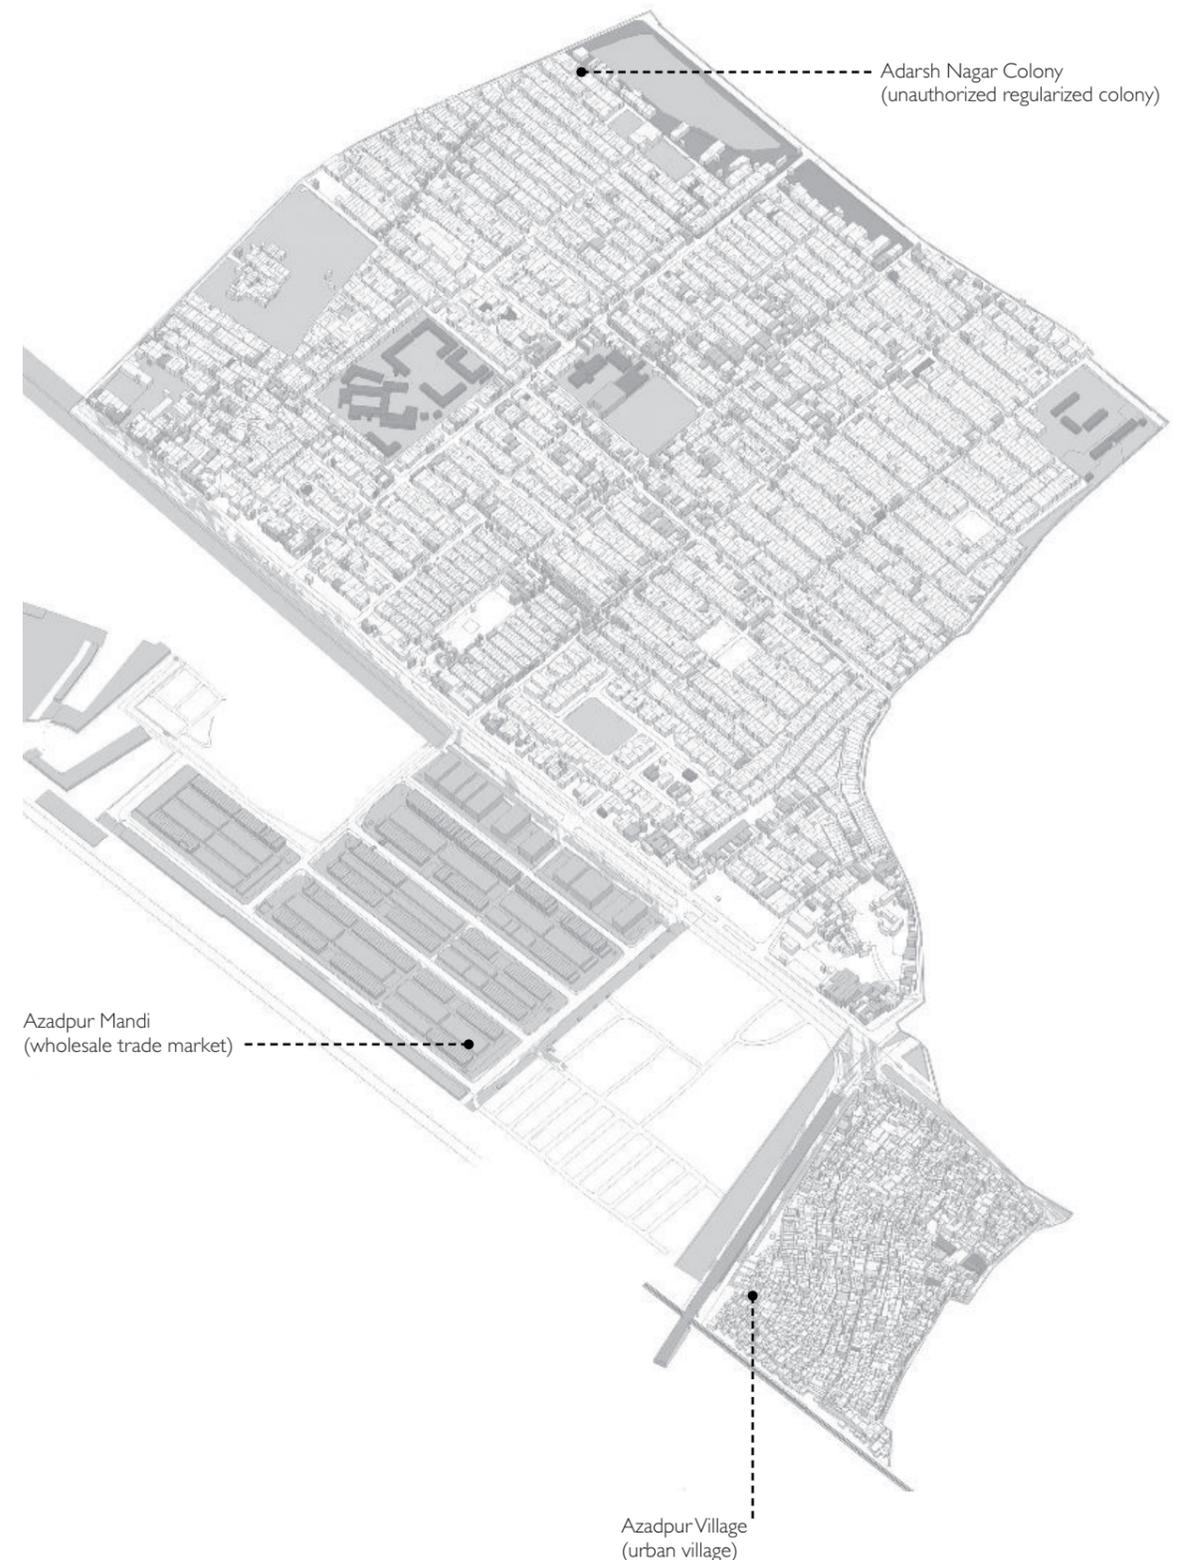 Adarsh Nagar Colony
(unauthorized regularized colony)
Azadpur Mandi
(wholesale trade market)
Azadpur Village
(urban village)